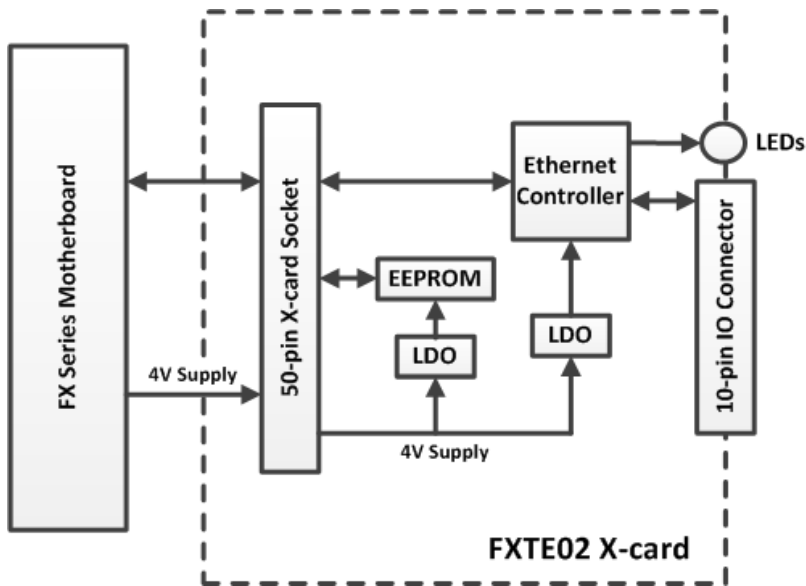 FX Series Motherboard
4V Supply
50-pin X-card Socket
Ethernet
Controller
LEDs
EEPROM
LDO
LDO
4V Supply
10-pin IO Connector
FXTE02 X-card